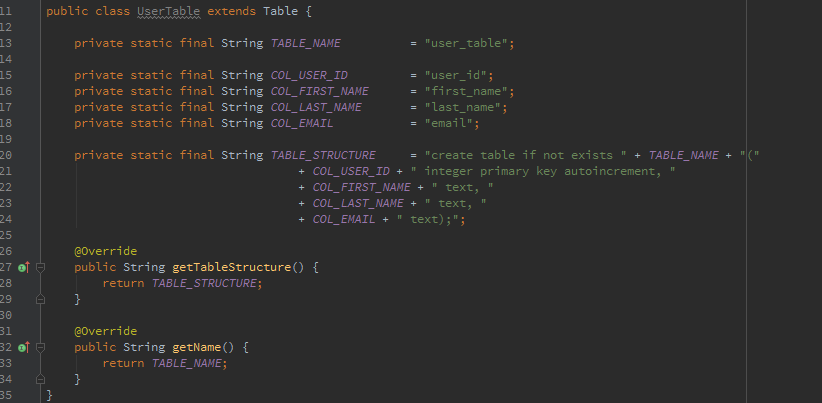 11 public class UserTable extends Table {
12
13 private static final String TABLE_NAME = "user_table";
14
15 private static final String COL_USER_ID = "user_id";
16 private static final String COL_FIRST_NAME = "first_name";
17 private static final String COL_LAST_NAME = "last_name";
18 private static final String COL_EMAIL = "email";
19
20 private static final String TABLE_STRUCTURE = "create table if not exists " + TABLE_NAME + "("
21 + COL_USER_ID + " integer primary key autoincrement, "
22 + COL_FIRST_NAME + " text, "
23 + COL_LAST_NAME + " text, "
24 + COL_EMAIL + " text);";
25
26 @Override
27 public String getTableStructure() {
28 return TABLE_STRUCTURE;
29 }
30
31 @Override
32 public String getName() {
33 return TABLE_NAME;
34 }
35 }